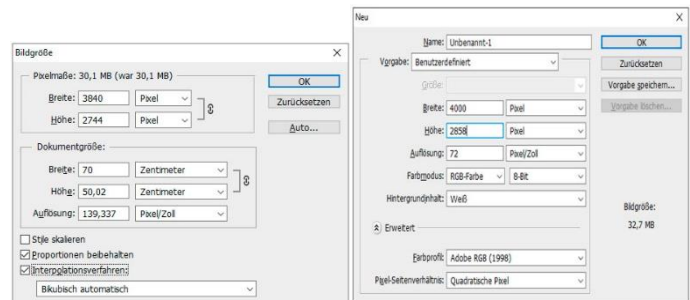 Bildgröße
Pixelmaße: 30,1 MB (war 30,1 MB)
Breite: 3840 Pixel
Höhe: 2744 Pixel
OK
Zurücksetzen
Auto...
Dokumentgröße:
Breite: 70 Zentimeter
Höhe: 50,02 Zentimeter
Auflösung: 139,337 Pixel/Zoll
Stile skalieren
Proportionen beibehalten
Interpolationsverfahren:
Bikubisch automatisch
Neu
Name: Unbenannt-1
Vorgabe: Benutzerdefiniert
Größe:
Breite: 4000 Pixel
Höhe: 2858 Pixel
Auflösung: 72 Pixel/Zoll
Farbmodus: RGB-Farbe 8-Bit
Hintergrundinhalt: Weiß
Erweitert
Farbprofil: Adobe RGB (1998)
Pixel-Seitenverhältnis: Quadratische Pixel
OK
Zurücksetzen
Vorgabe speichern...
Vorgabe löschen...
Bildgröße:
32,7 MB